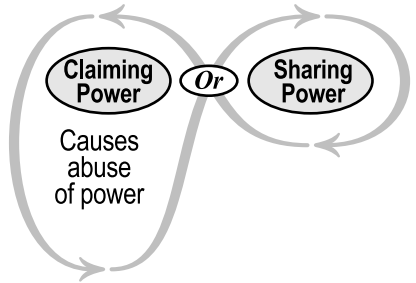 Claiming
Power
Or
Sharing
Power
Causes
abuse
of power